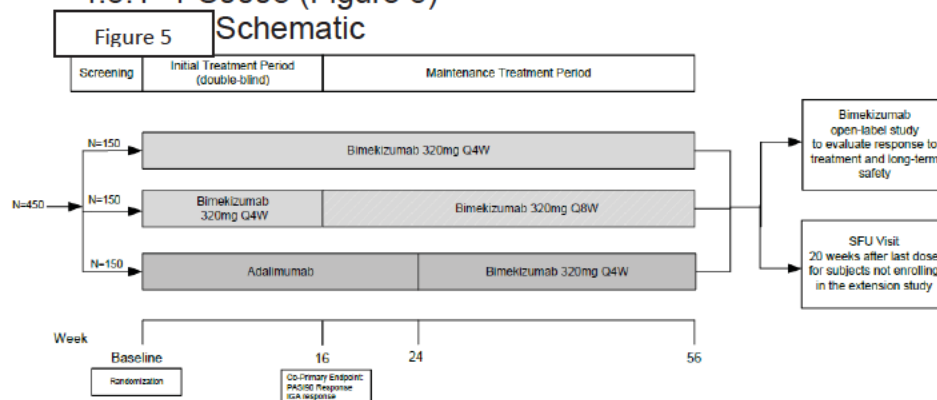 Figure 5
Schematic
Screening
Initial Treatment Period
(double-blind)
Maintenance Treatment Period
N=450
N=150
Bimekizumab 320mg Q4W
N=150
Bimekizumab
320mg Q4W
Bimekizumab 320mg Q8W
N=150
Adalimumab
Bimekizumab 320mg Q4W
Bimekizumab
open-label study
to evaluate response to
treatment and long-term
safety
SFU Visit
20 weeks after last dose
for subjects not enrolling
in the extension study
Week
Baseline
16
24
56
Randomization
Co-Primary Endpoint:
PASI90 Response
IGA response